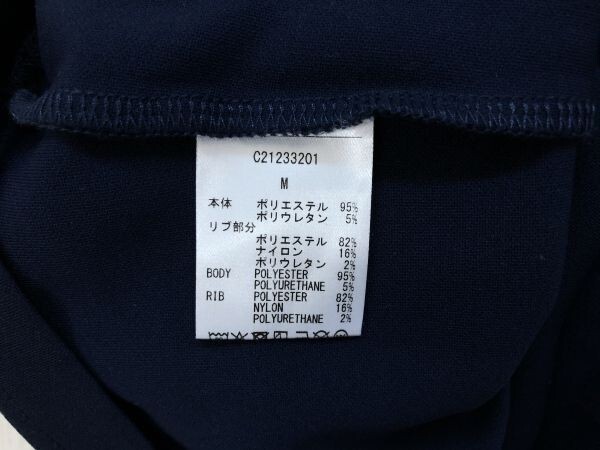 C21233201
M
本体 ポリエステル 95%
ポリウレタン 5%
リブ部分
ポリエステル 82%
ナイロン 16%
ポリウレタン 2%
BODY POLYESTER 95%
POLYURETHANE 5%
RIB POLYESTER 82%
NYLON 16%
POLYURETHANE 2%